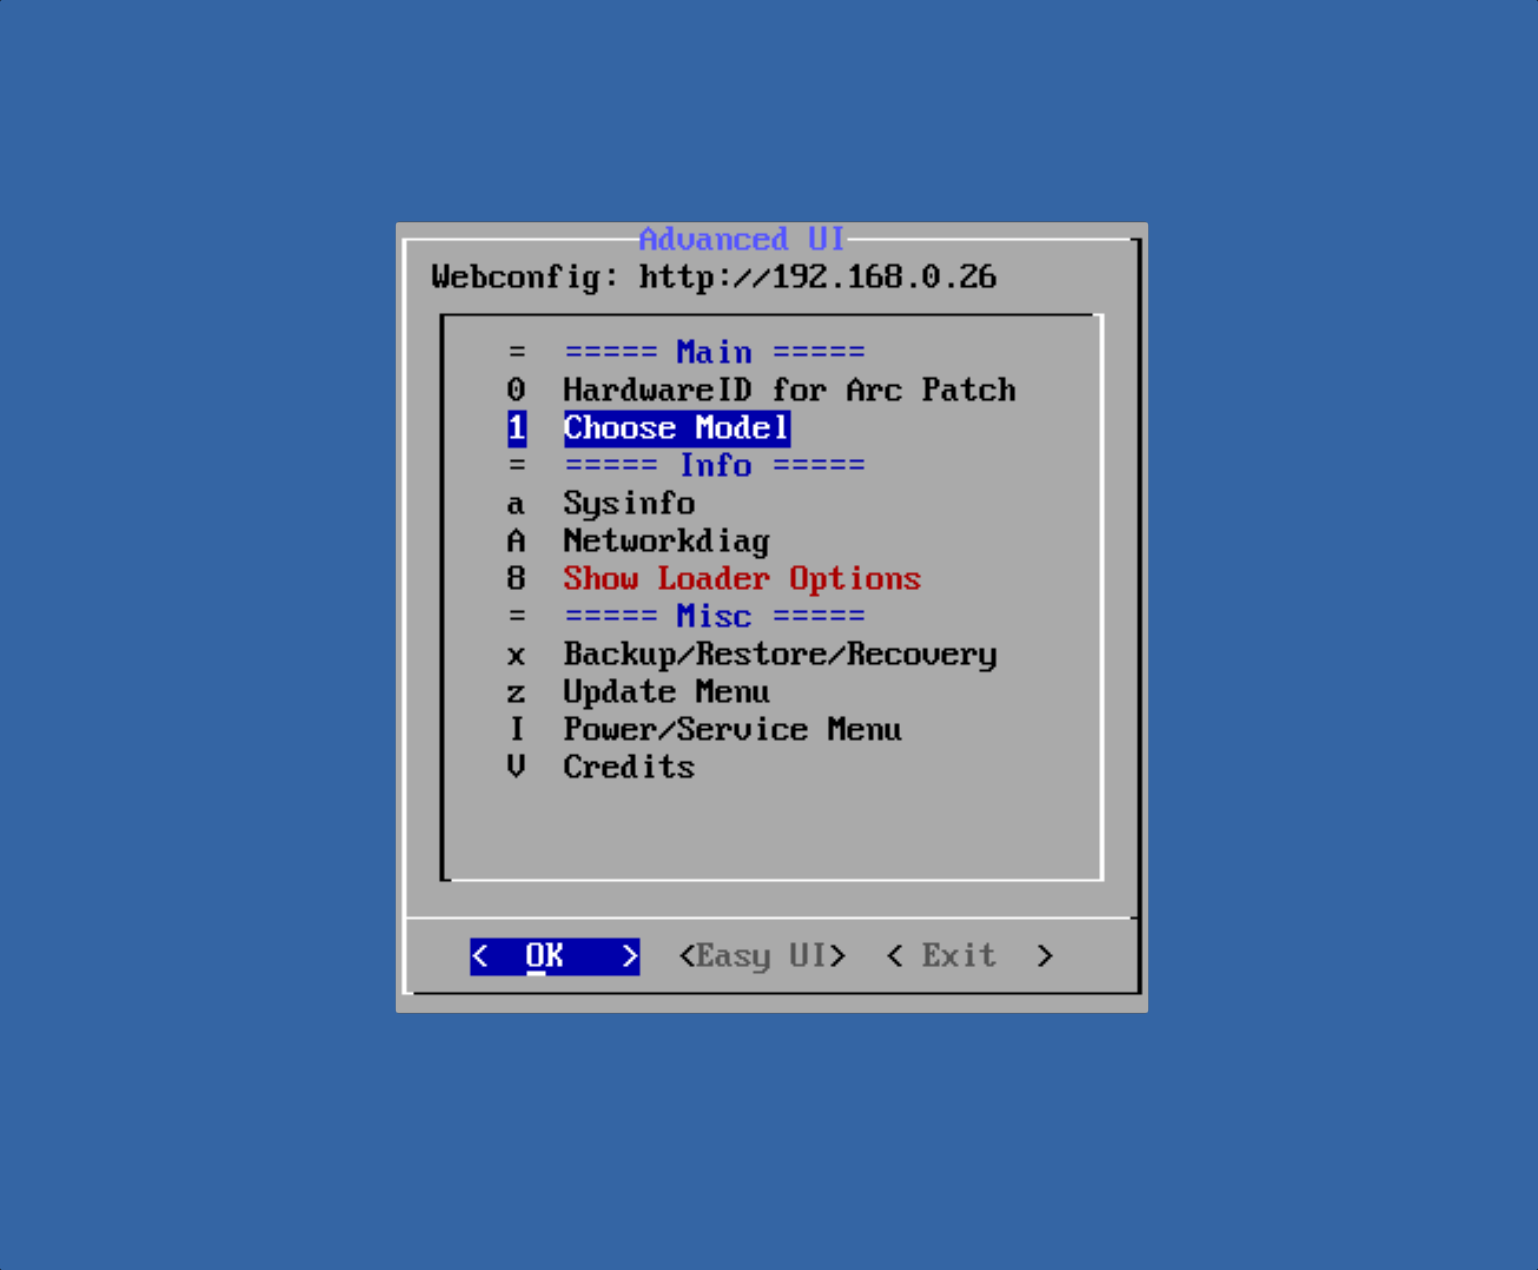 Advanced UI
Webconfig: http://192.168.0.26
= ===== Main =====
0 HardwareID for Arc Patch
1 Choose Model
= ===== Info =====
a Sysinfo
A Networkdiag
8 Show Loader Options
= ===== Misc =====
x Backup/Restore/Recovery
z Update Menu
I Power/Service Menu
V Credits
< OK > <Easy UI> < Exit >